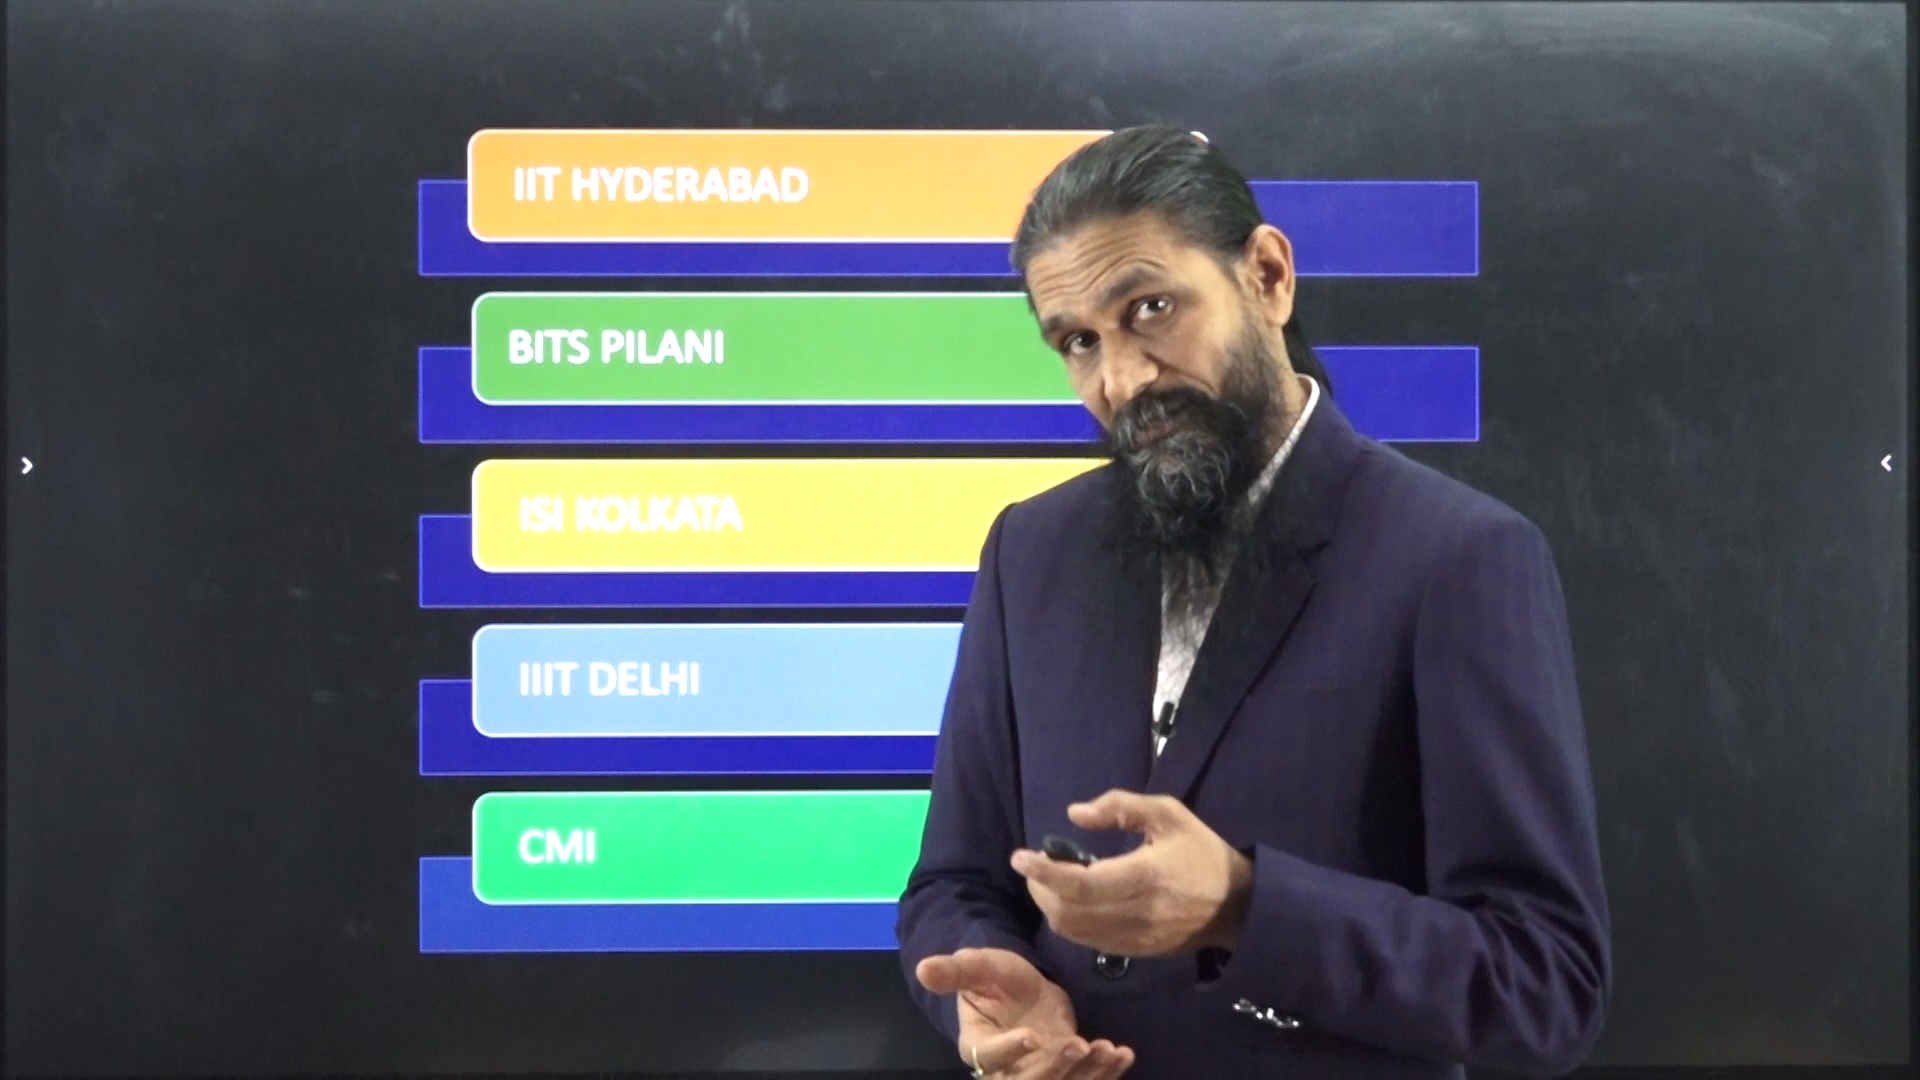 IIT HYDERABAD
BITS PILANI
ISI KOLKATA
IIIT DELHI
CMI